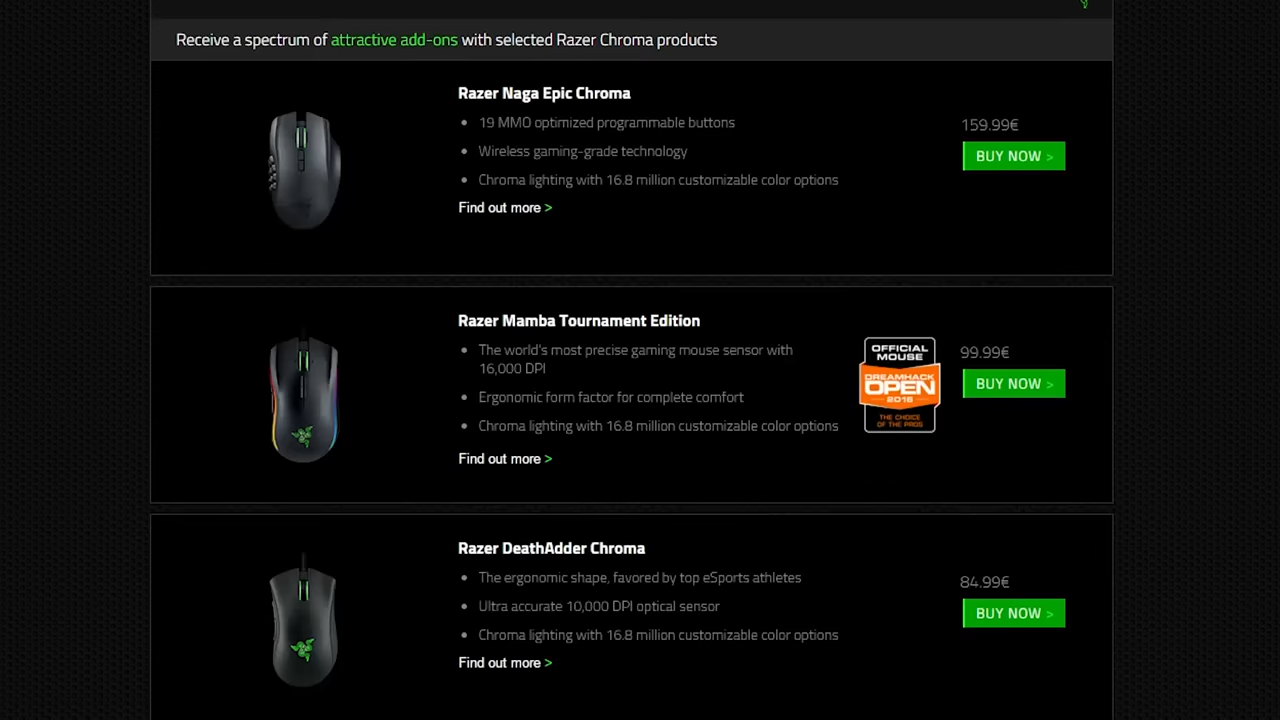 Receive a spectrum of attractive add-ons with selected Razer Chroma products
Razer Naga Epic Chroma
19 MMO optimized programmable buttons
Wireless gaming-grade technology
Chroma lighting with 16.8 million customizable color options
Find out more >
159.99€
BUY NOW >
Razer Mamba Tournament Edition
The world's most precise gaming mouse sensor with
16,000 DPI
Ergonomic form factor for complete comfort
Chroma lighting with 16.8 million customizable color options
Find out more >
OFFICIAL
MOUSE
DREAMHACK
OPEN
2016
THE CHOICE
OF THE PROS
99.99€
BUY NOW >
Razer DeathAdder Chroma
The ergonomic shape, favored by top eSports athletes
Ultra accurate 10,000 DPI optical sensor
Chroma lighting with 16.8 million customizable color options
Find out more >
84.99€
BUY NOW >